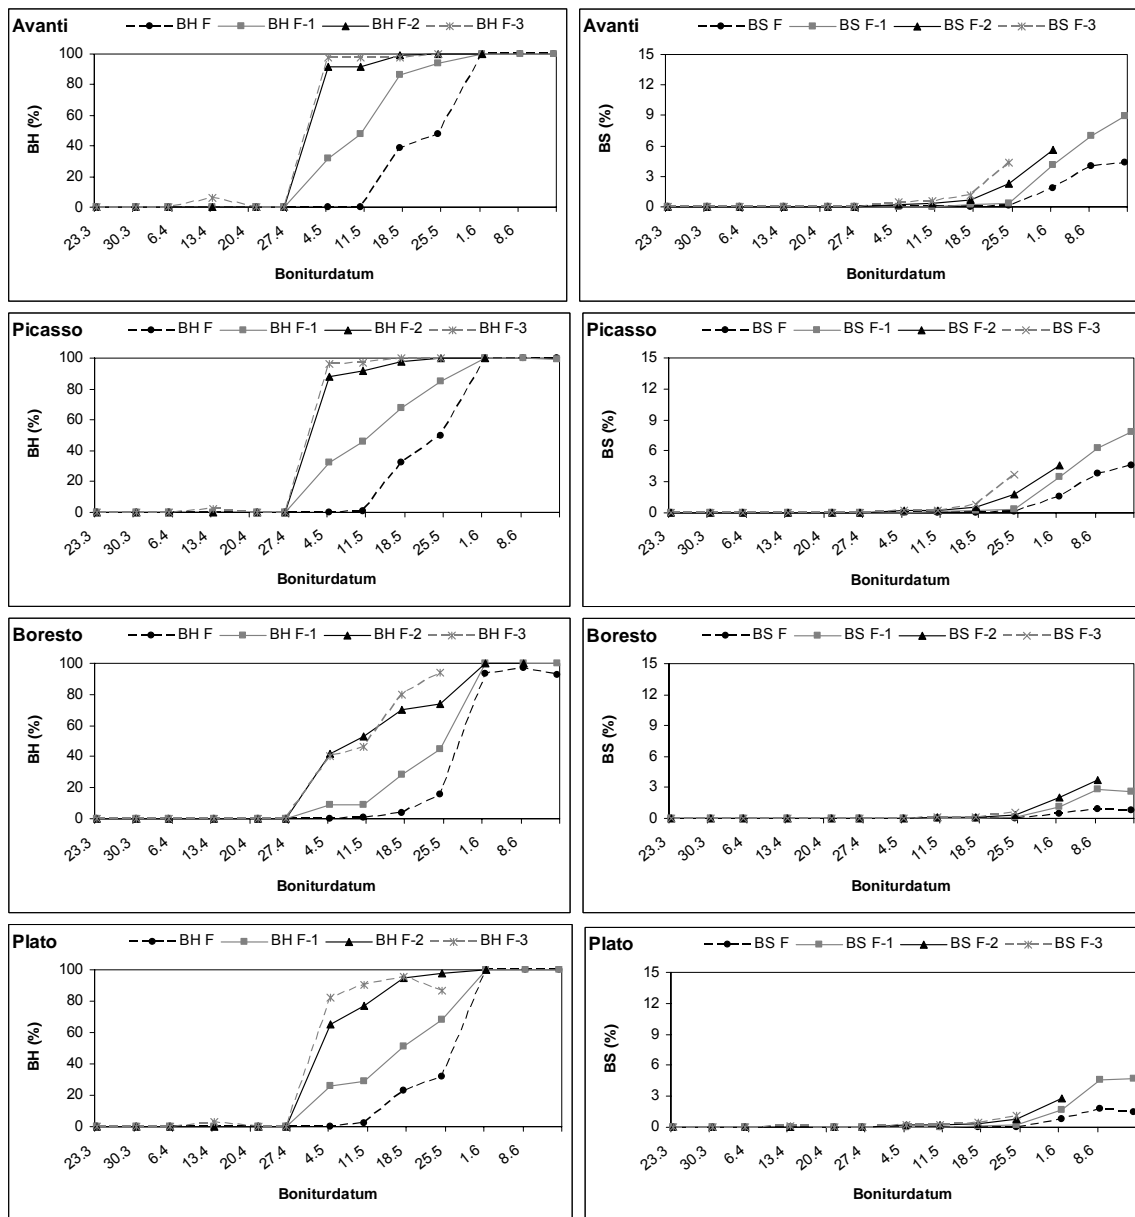 Avanti
BH F BH F-1 BH F-2 BH F-3
BH (%)
100
80
60
40
20
0
23.3 30.3 6.4 13.4 20.4 27.4 4.5 11.5 18.5 25.5 1.6 8.6
Boniturdatum
Avanti
BS F BS F-1 BS F-2 BS F-3
BS (%)
15
12
9
6
3
0
23.3 30.3 6.4 13.4 20.4 27.4 4.5 11.5 18.5 25.5 1.6 8.6
Boniturdatum
Picasso
BH F BH F-1 BH F-2 BH F-3
BH (%)
100
80
60
40
20
0
23.3 30.3 6.4 13.4 20.4 27.4 4.5 11.5 18.5 25.5 1.6 8.6
Boniturdatum
Picasso
BS F BS F-1 BS F-2 BS F-3
BS (%)
15
12
9
6
3
0
23.3 30.3 6.4 13.4 20.4 27.4 4.5 11.5 18.5 25.5 1.6 8.6
Boniturdatum
Boresto
BH F BH F-1 BH F-2 BH F-3
BH (%)
100
80
60
40
20
0
23.3 30.3 6.4 13.4 20.4 27.4 4.5 11.5 18.5 25.5 1.6 8.6
Boniturdatum
Boresto
BS F BS F-1 BS F-2 BS F-3
BS (%)
15
12
9
6
3
0
23.3 30.3 6.4 13.4 20.4 27.4 4.5 11.5 18.5 25.5 1.6 8.6
Boniturdatum
Plato
BH F BH F-1 BH F-2 BH F-3
BH (%)
100
80
60
40
20
0
23.3 30.3 6.4 13.4 20.4 27.4 4.5 11.5 18.5 25.5 1.6 8.6
Boniturdatum
Plato
BS F BS F-1 BS F-2 BS F-3
BS (%)
15
12
9
6
3
0
23.3 30.3 6.4 13.4 20.4 27.4 4.5 11.5 18.5 25.5 1.6 8.6
Boniturdatum